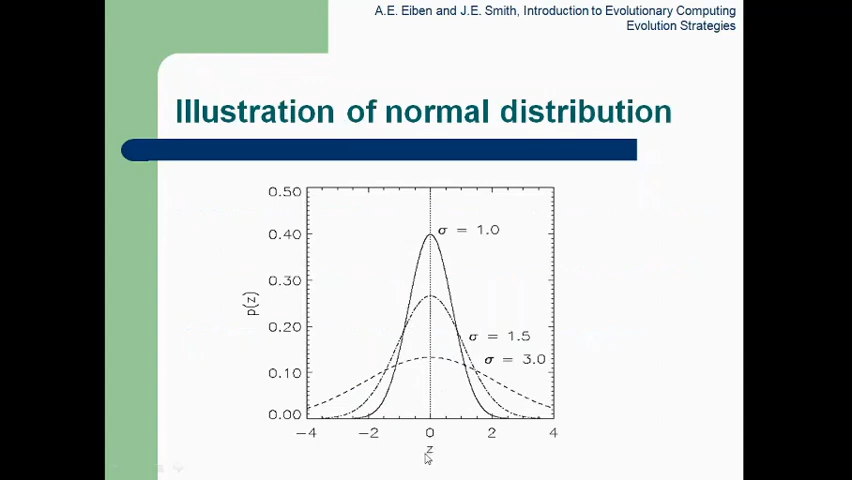 A.E. Eiben and J.E. Smith, Introduction to Evolutionary Computing
Evolution Strategies
Illustration of normal distribution
0.50
0.40
0.30
0.20
0.10
0.00
p(z)
σ = 1.0
σ = 1.5
σ = 3.0
−4 −2 0 2 4
z